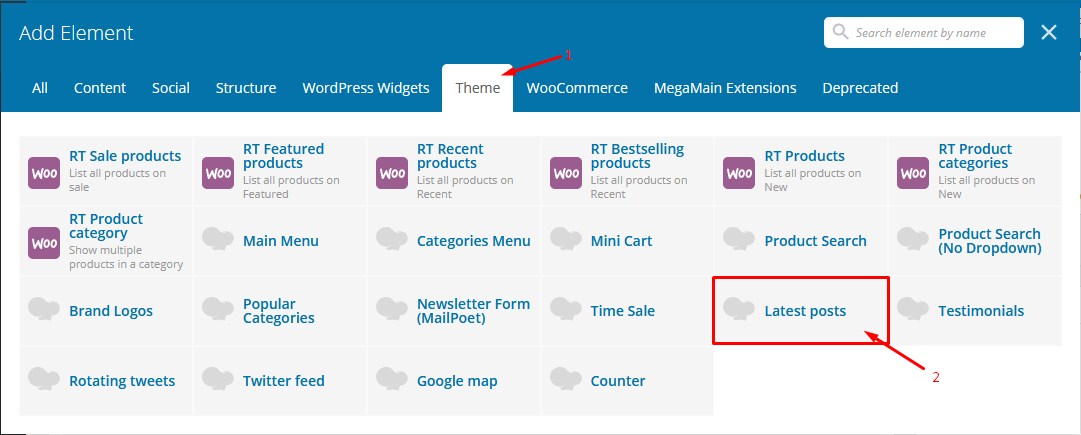 Add Element
Search element by name
1
All Content Social Structure WordPress Widgets Theme WooCommerce MegaMain Extensions Deprecated
WOO
RT Sale products
List all products on
sale
WOO
RT Featured
products
List all products on
Featured
WOO
RT Recent
products
List all products on
Recent
WOO
RT Bestselling
products
List all products on
Recent
WOO
RT Products
List all products on
New
WOO
RT Product
categories
List all products on
New
WOO
RT Product
category
Show multiple
products in a category
Main Menu
Categories Menu
Mini Cart
Product Search
Product Search
(No Dropdown)
Brand Logos
Popular
Categories
Newsletter Form
(MailPoet)
Time Sale
Latest posts
Testimonials
Rotating tweets
Twitter feed
Google map
Counter
2